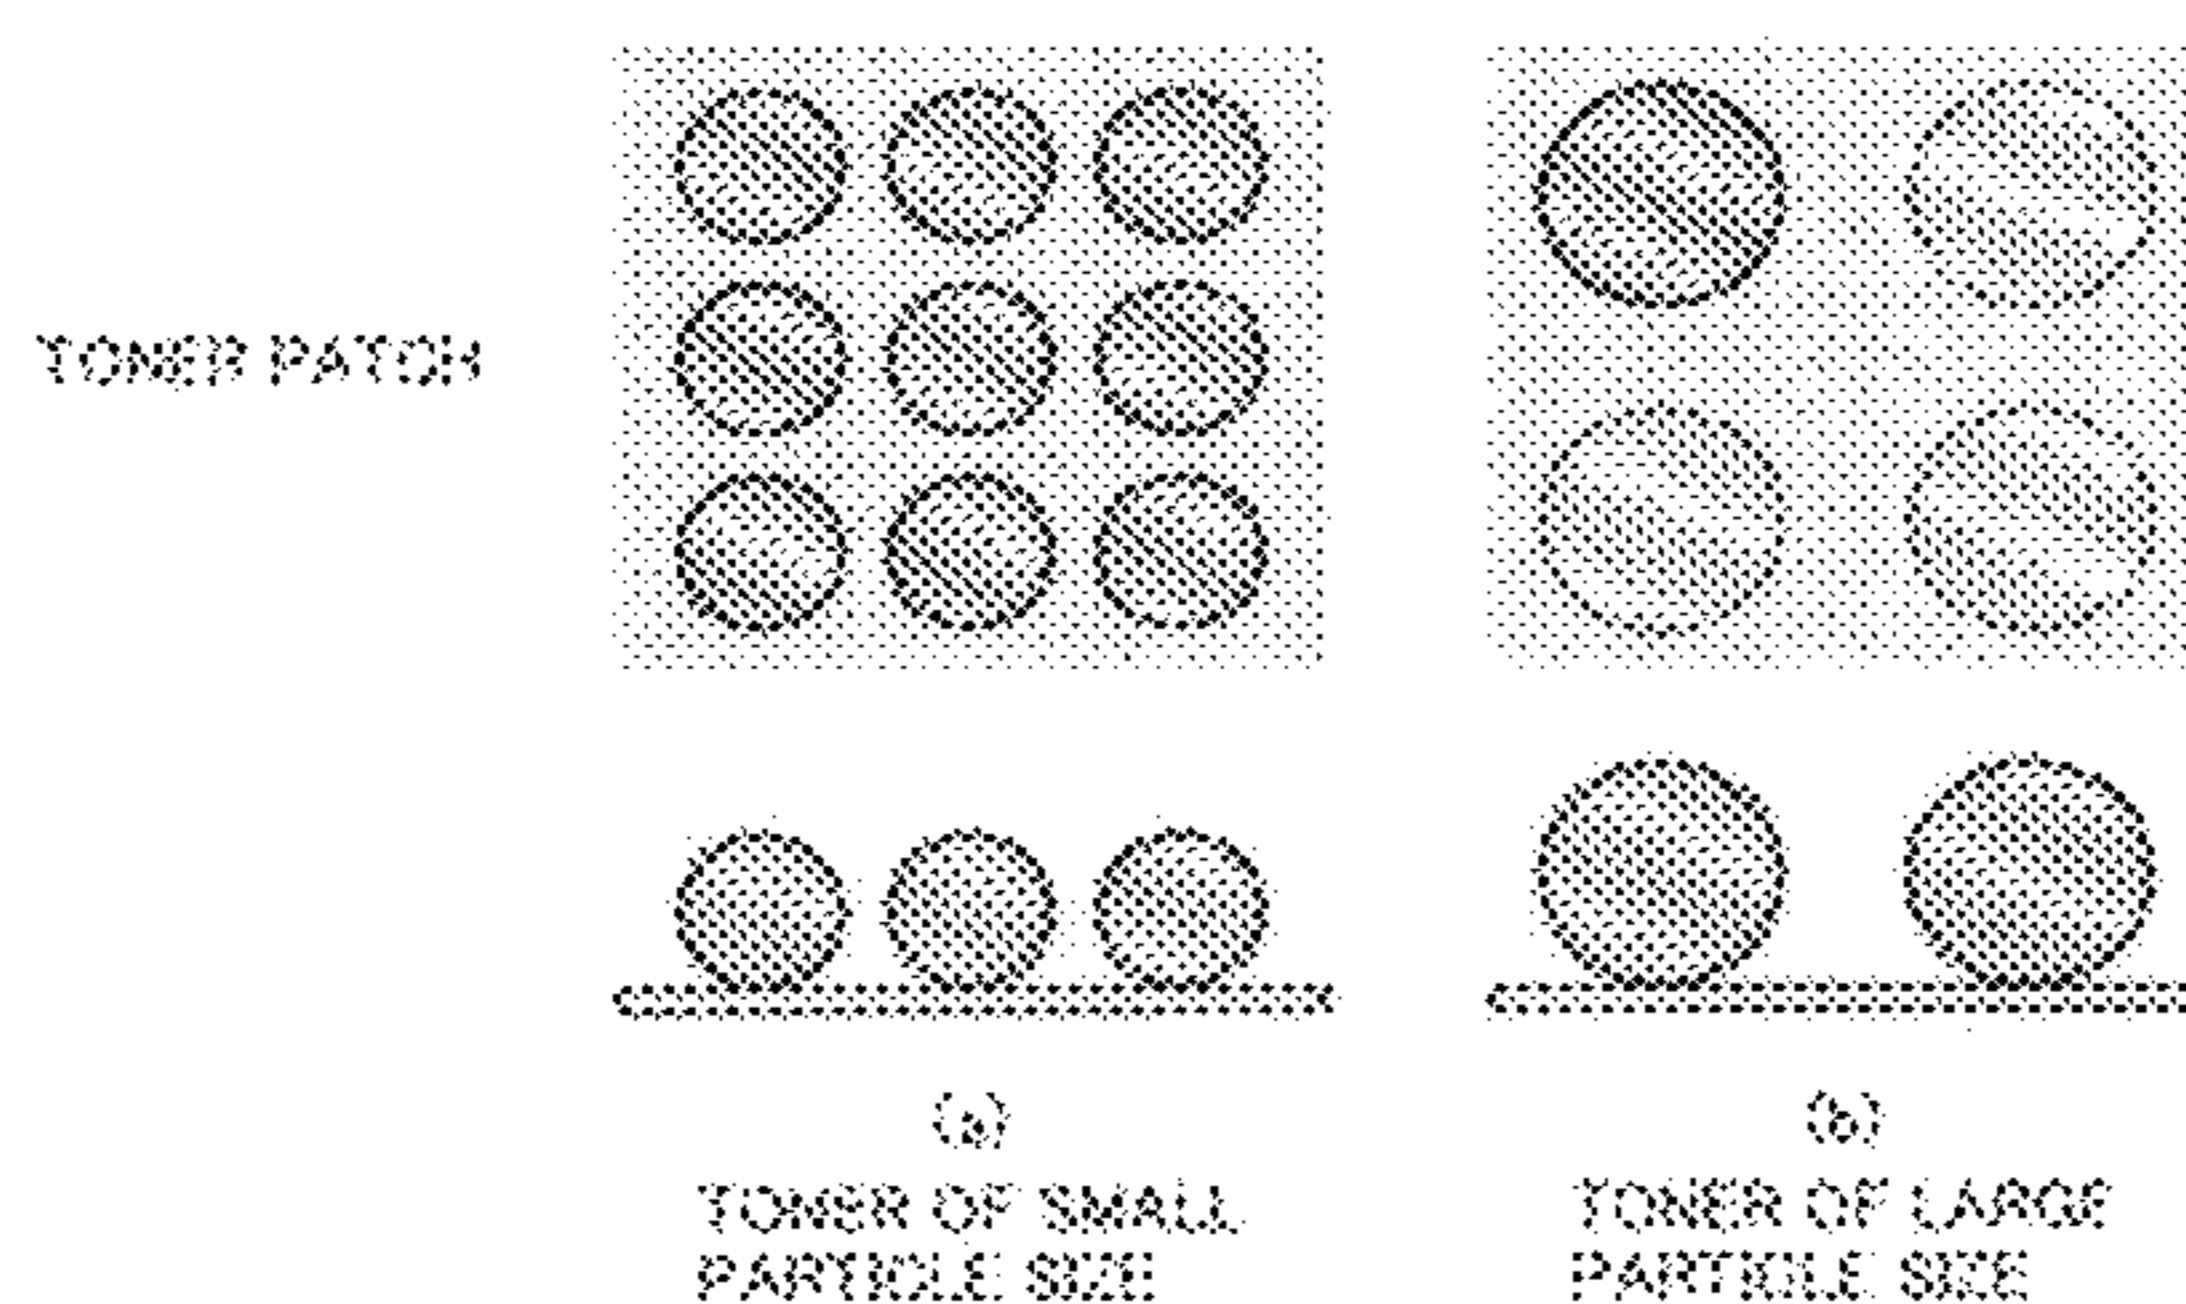 TONER PATCH
(a)
(b)
TONER OF SMALL
PARTICLE SIZE
TONER OF LARGE
PARTICLE SIZE